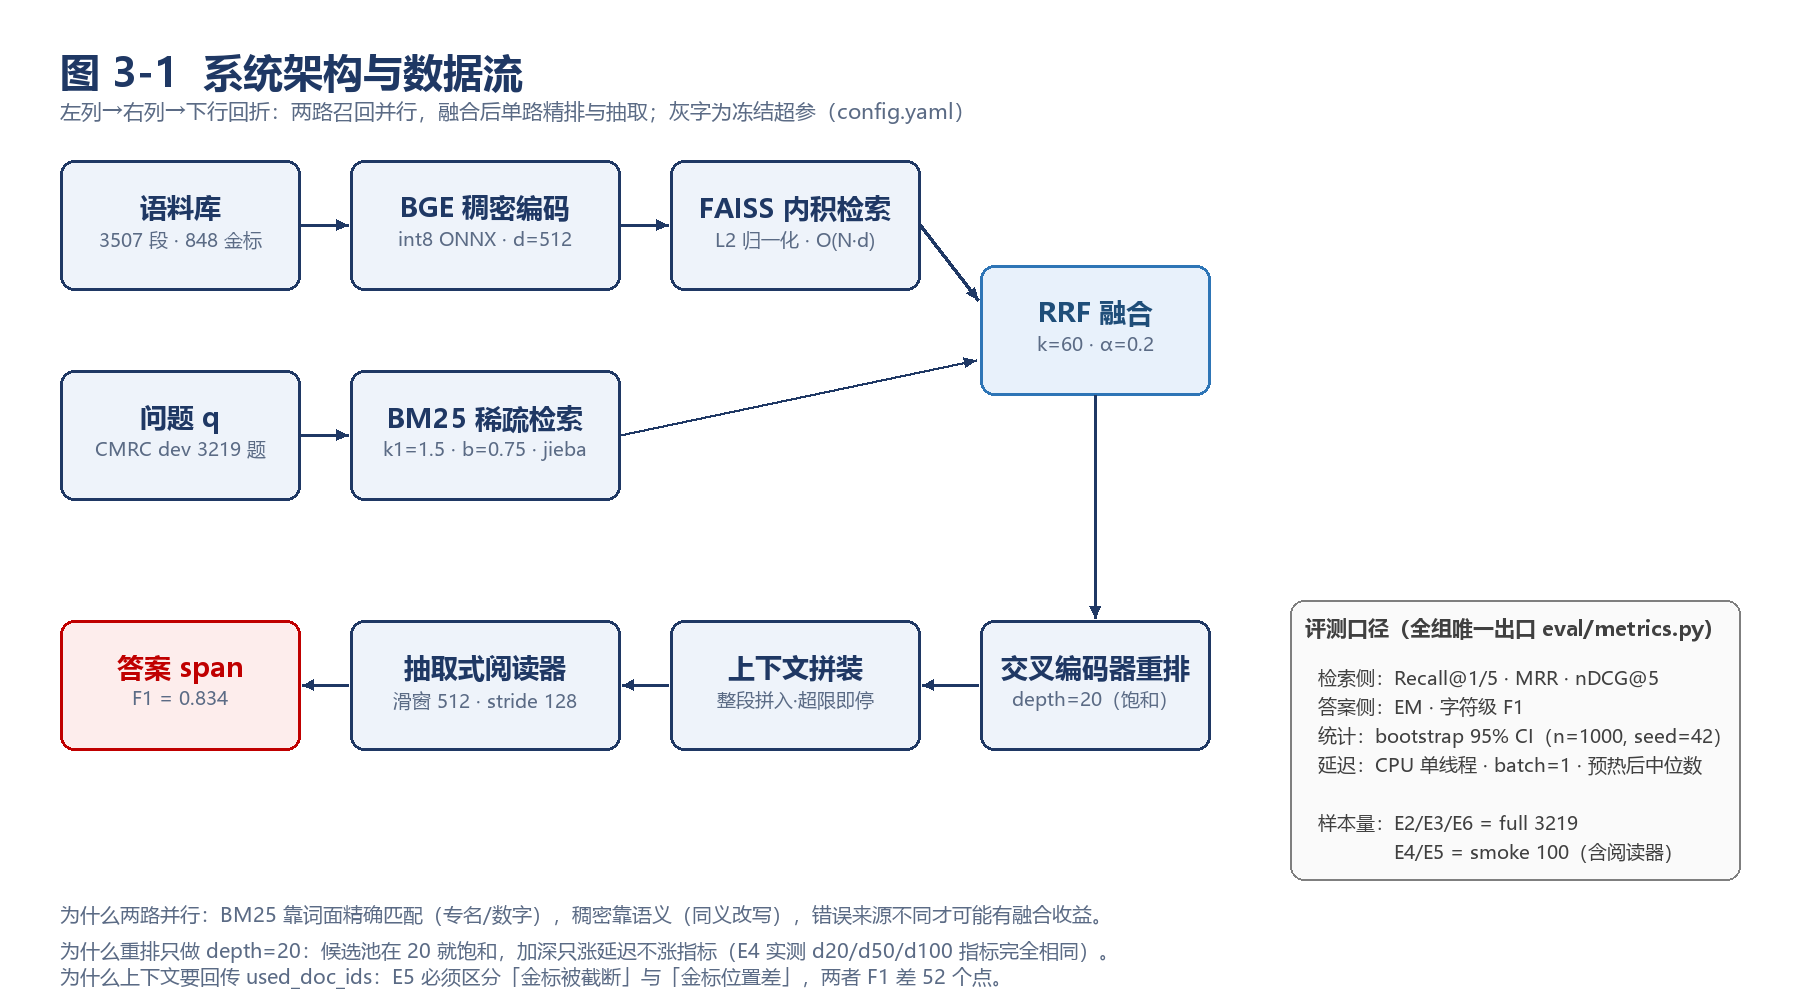 图 3-1 系统架构与数据流
左列→右列→下行回折：两路召回并行，融合后单路精排与抽取；灰字为冻结超参（config.yaml）
语料库
3507 段 · 848 金标
BGE 稠密编码
int8 ONNX · d=512
FAISS 内积检索
L2 归一化 · O(N·d)
RRF 融合
k=60 · α=0.2
问题 q
CMRC dev 3219 题
BM25 稀疏检索
k1=1.5 · b=0.75 · jieba
答案 span
F1 = 0.834
抽取式阅读器
滑窗 512 · stride 128
上下文拼装
整段拼入·超限即停
交叉编码器重排
depth=20（饱和）
评测口径（全组唯一出口 eval/metrics.py）
检索侧：Recall@1/5 · MRR · nDCG@5
答案侧：EM · 字符级 F1
统计：bootstrap 95% CI（n=1000, seed=42）
延迟：CPU 单线程 · batch=1 · 预热后中位数
样本量：E2/E3/E6 = full 3219
E4/E5 = smoke 100（含阅读器）
为什么两路并行：BM25 靠词面精确匹配（专名/数字），稠密靠语义（同义改写），错误来源不同才可能有融合收益。
为什么重排只做 depth=20：候选池在 20 就饱和，加深只涨延迟不涨指标（E4 实测 d20/d50/d100 指标完全相同）。
为什么上下文要回传 used_doc_ids：E5 必须区分「金标被截断」与「金标位置差」，两者 F1 差 52 个点。